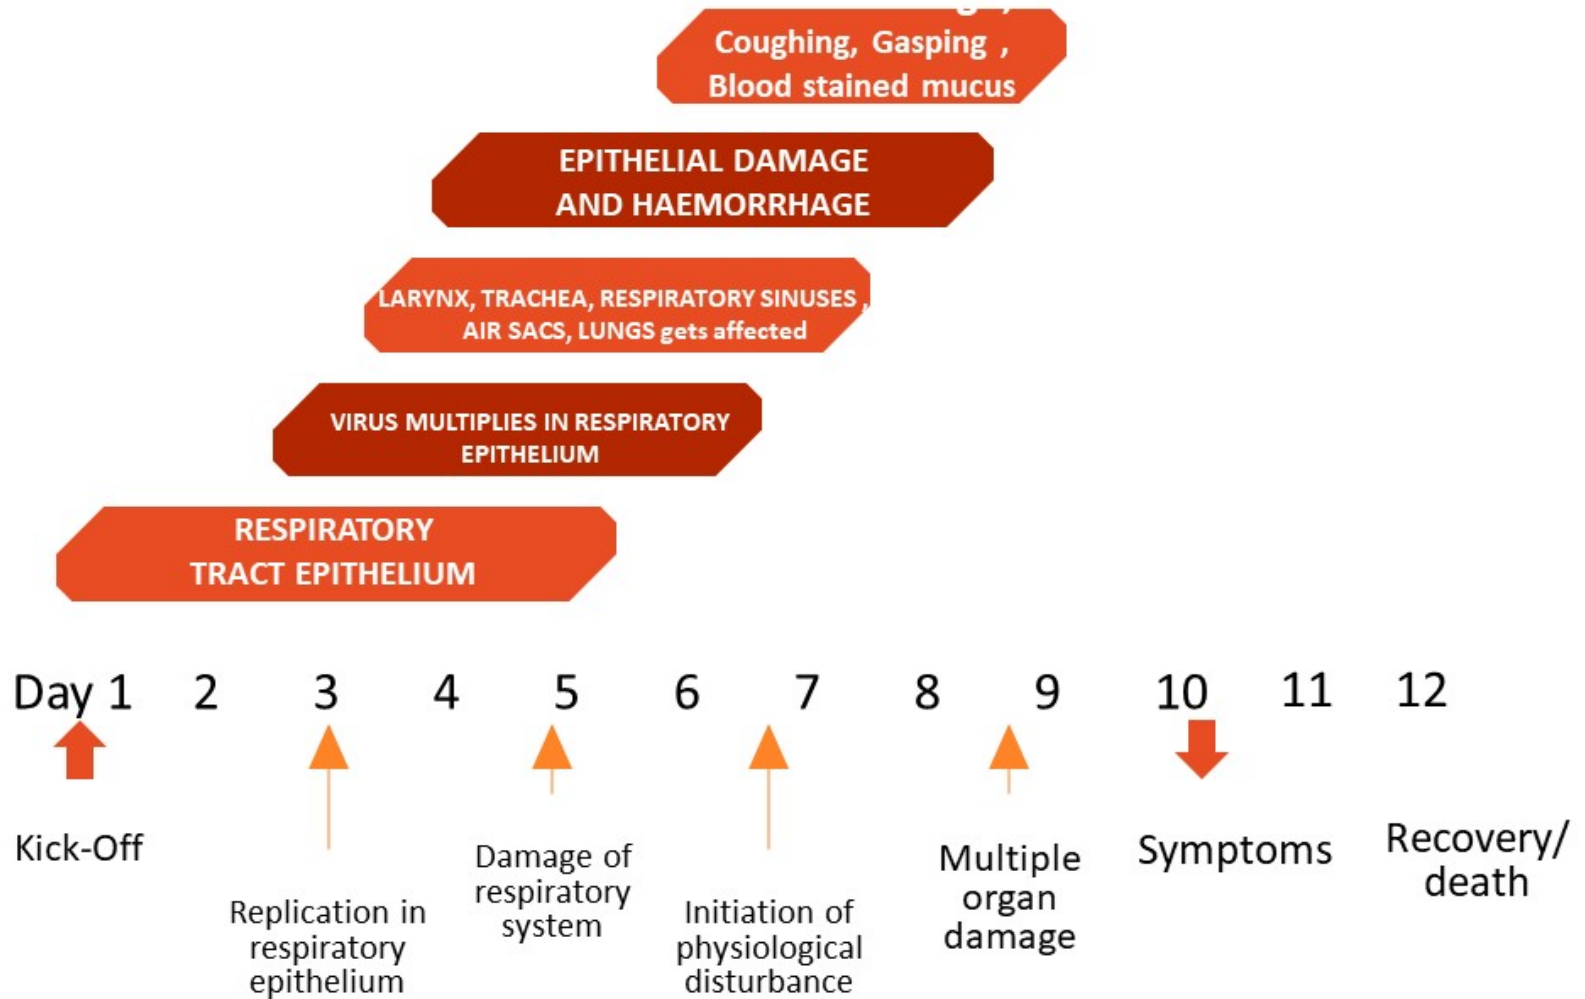 Coughing, Gasping ,
Blood stained mucus
EPITHELIAL DAMAGE
AND HAEMORRHAGE
LARYNX, TRACHEA, RESPIRATORY SINUSES ,
AIR SACS, LUNGS gets affected
VIRUS MULTIPLIES IN RESPIRATORY
EPITHELIUM
RESPIRATORY
TRACT EPITHELIUM
Day 1 2 3 4 5 6 7 8 9 10 11 12
Kick-Off
Replication in
respiratory
epithelium
Damage of
respiratory
system
Initiation of
physiological
disturbance
Multiple
organ
damage
Symptoms
Recovery/
death